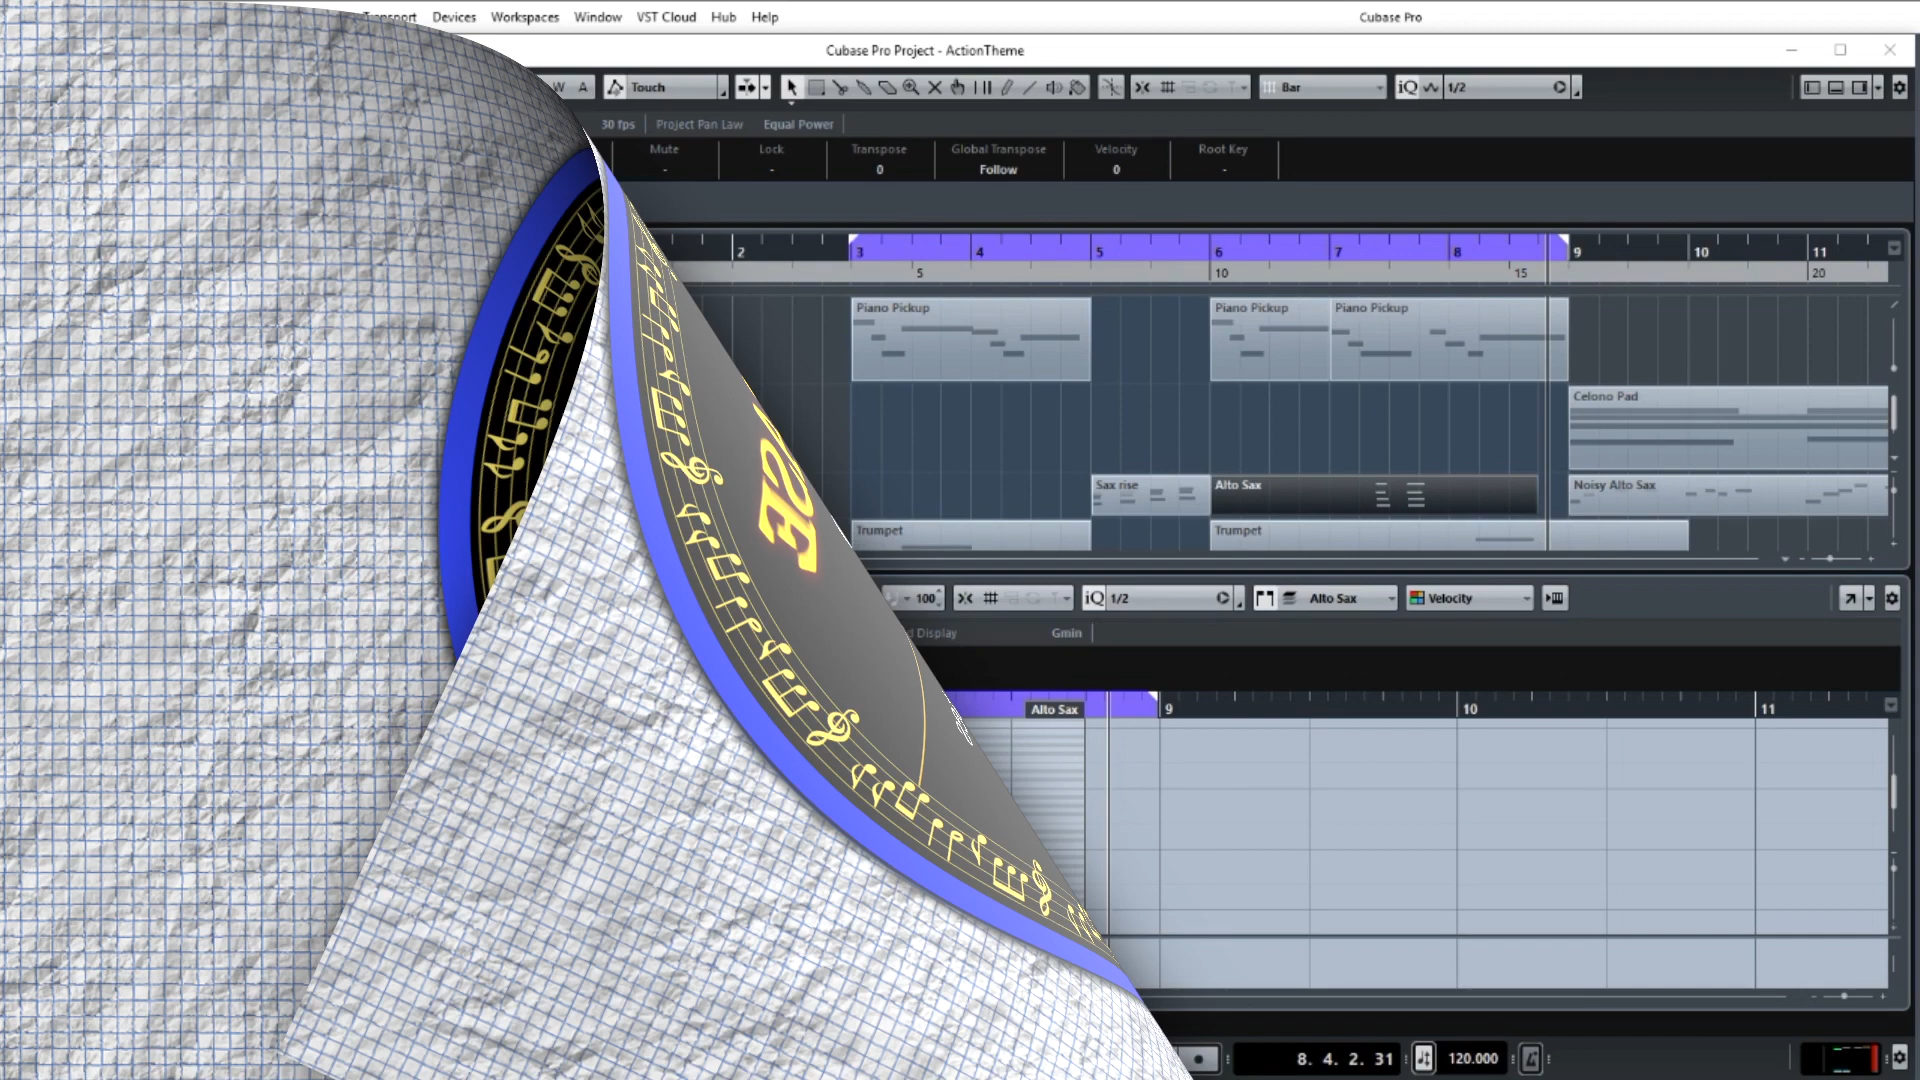 Devices Workspaces Window VST Cloud Hub Help Cubase Pro
Cubase Pro Project - ActionTheme
W A Touch Bar iQ 1/2
30 fps Project Pan Law Equal Power
Mute Lock Transpose Global Transpose Velocity Root Key
- - 0 Follow 0 -
2 3 4 5 6 7 8 9 10 11
5 10 15 20
Piano Pickup Piano Pickup Piano Pickup
Celono Pad
Sax rise Alto Sax Noisy Alto Sax
Trumpet Trumpet
100 iQ 1/2 Alto Sax Velocity
Display Gmin
Alto Sax 9 10 11
8. 4. 2. 31 120.000